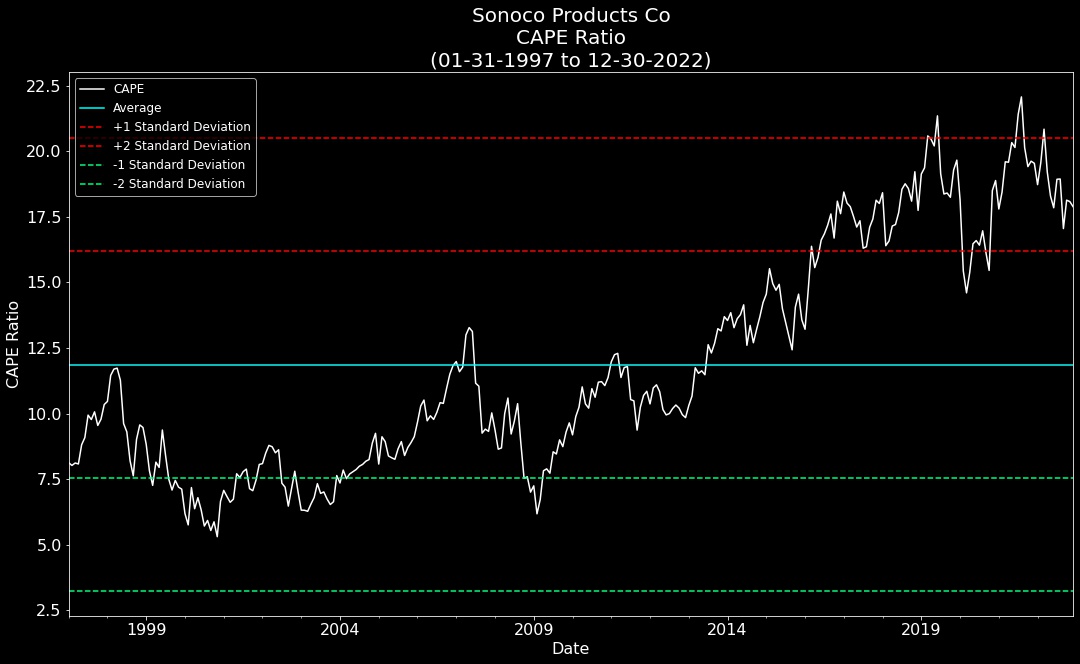 Sonoco Products Co
CAPE Ratio
(01-31-1997 to 12-30-2022)
CAPE
Average
+1 Standard Deviation
+2 Standard Deviation
-1 Standard Deviation
-2 Standard Deviation
CAPE Ratio
22.5
20.0
17.5
15.0
12.5
10.0
7.5
5.0
2.5
1999 2004 2009 2014 2019
Date